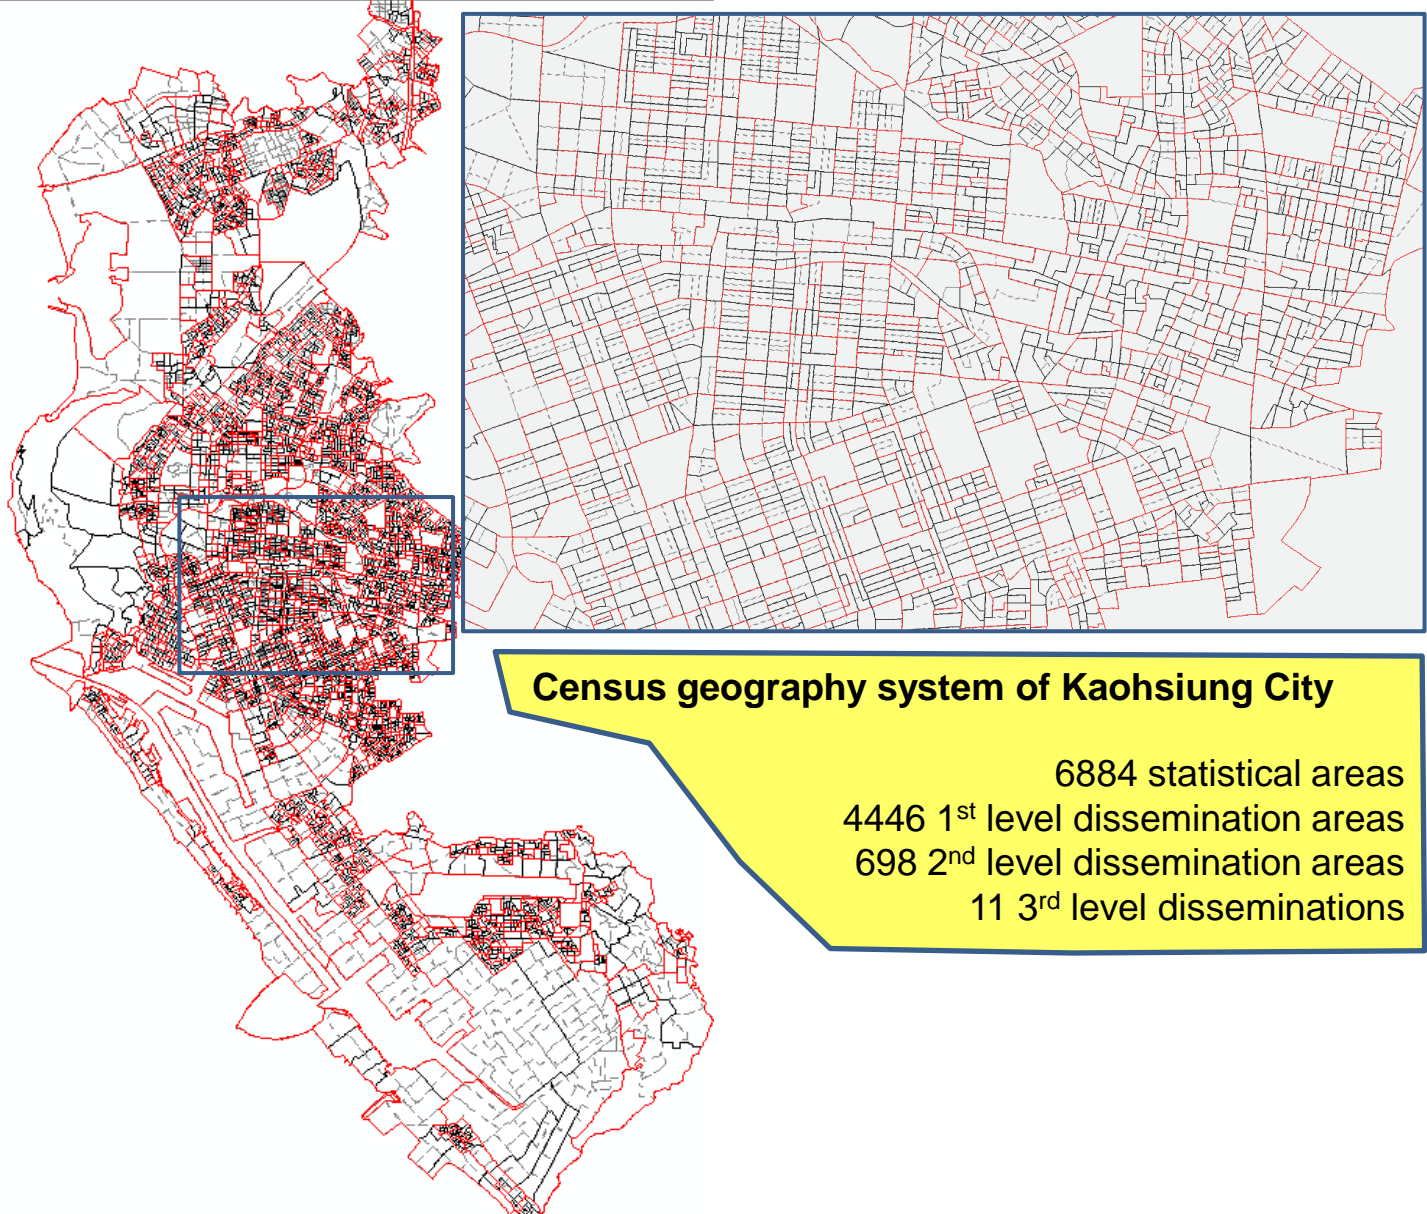 Census geography system of Kaohsiung City
6884 statistical areas
4446 1st level dissemination areas
698 2nd level dissemination areas
11 3rd level disseminations